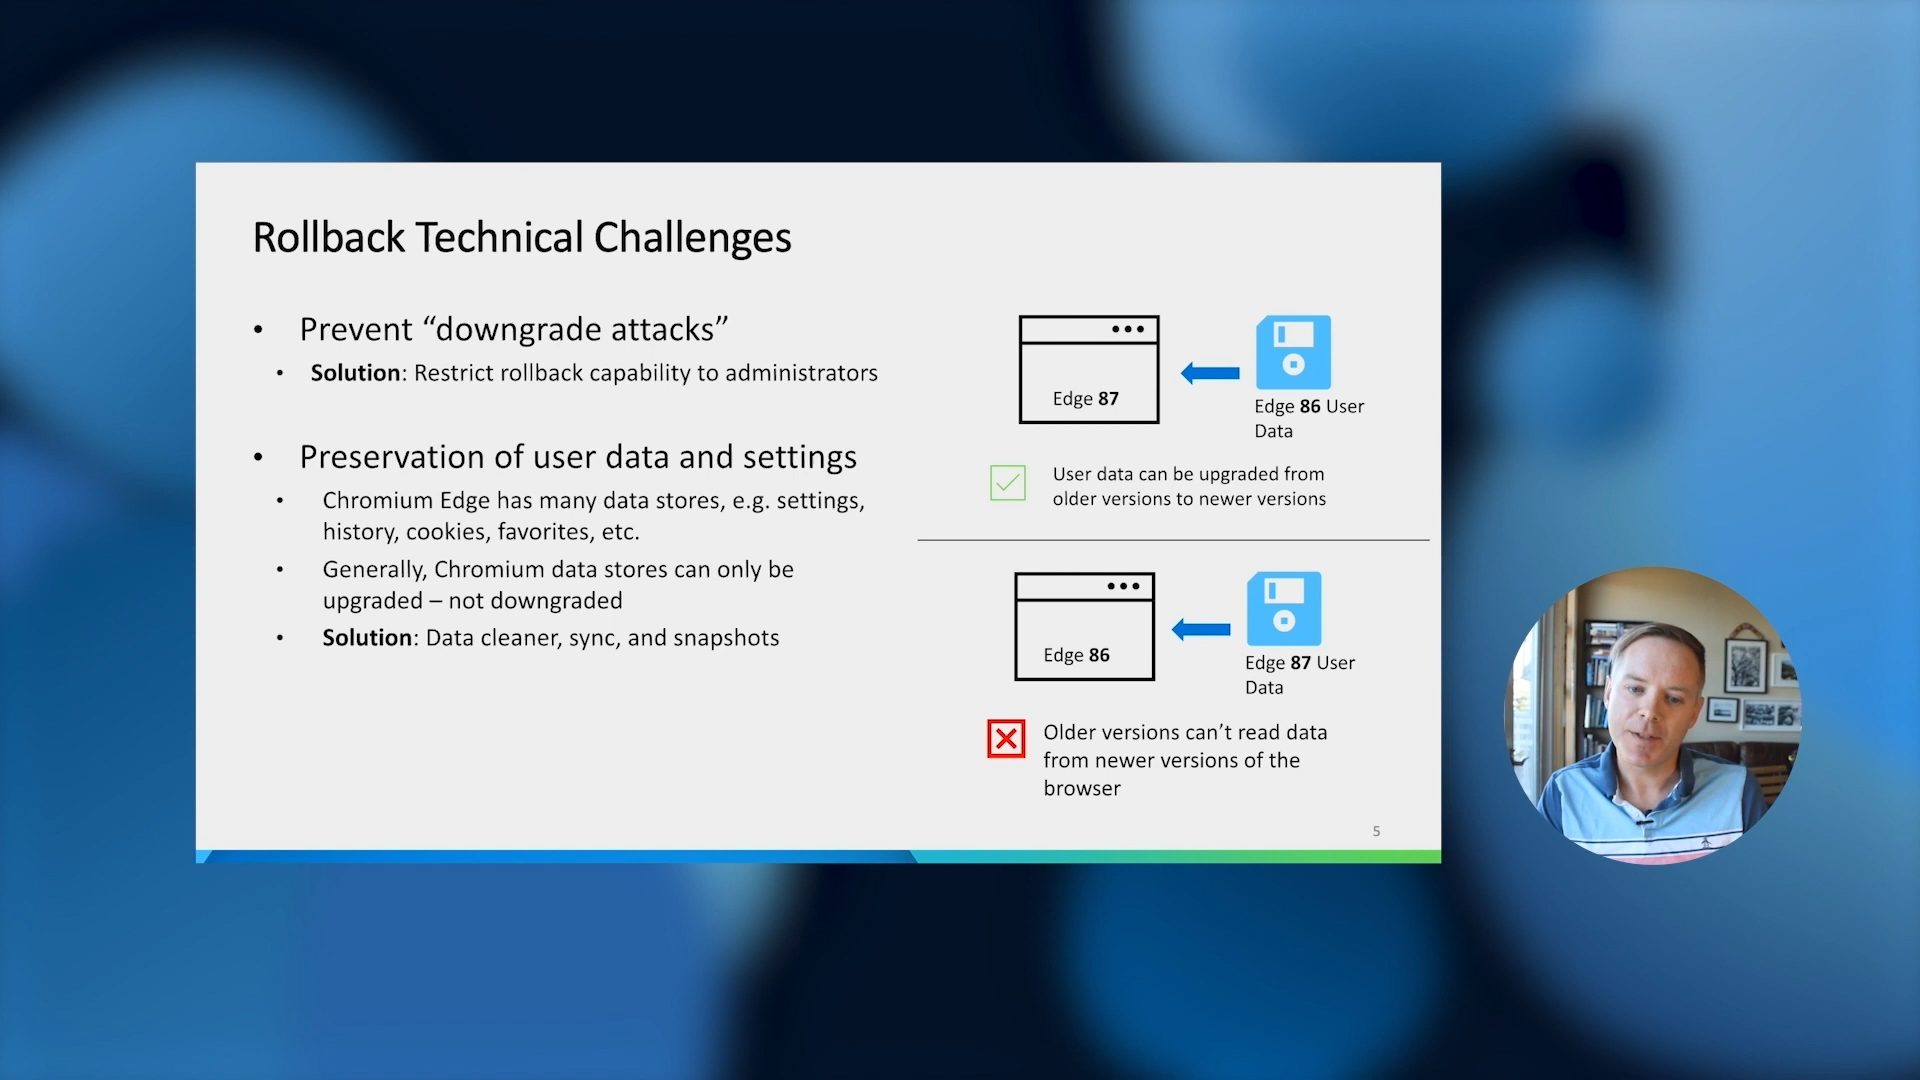 Rollback Technical Challenges
• Prevent “downgrade attacks”
• Solution: Restrict rollback capability to administrators
• Preservation of user data and settings
• Chromium Edge has many data stores, e.g. settings,
history, cookies, favorites, etc.
• Generally, Chromium data stores can only be
upgraded – not downgraded
• Solution: Data cleaner, sync, and snapshots
Edge 87
Edge 86 User
Data
User data can be upgraded from
older versions to newer versions
Edge 86
Edge 87 User
Data
Older versions can’t read data
from newer versions of the
browser
5